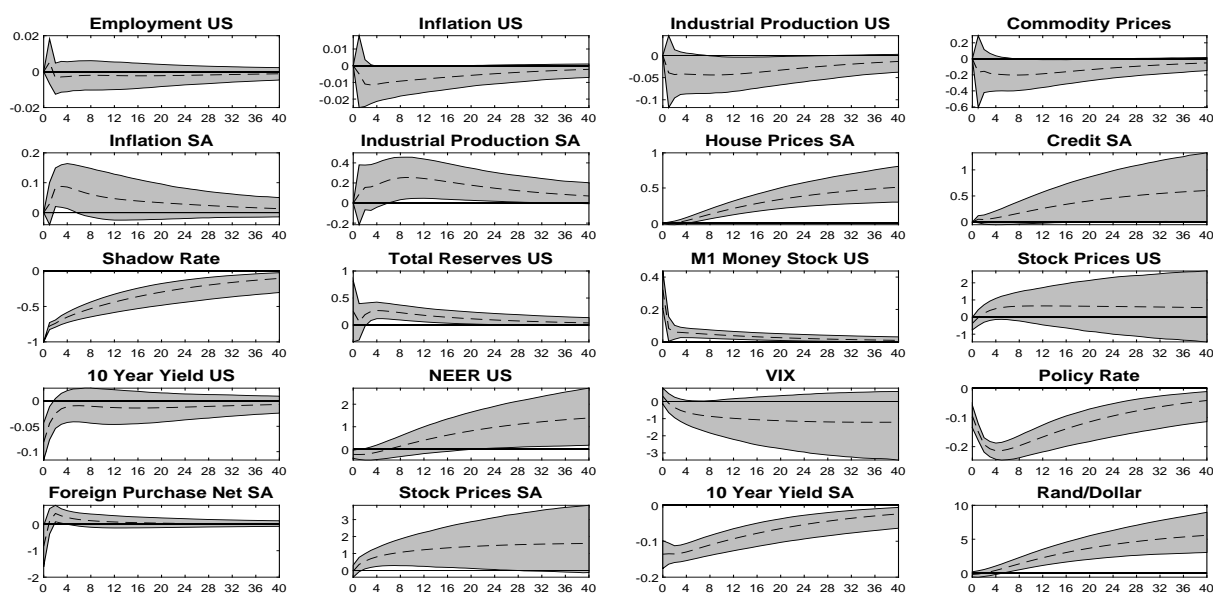 Employment US Inflation US Industrial Production US Commodity Prices
0.02 0 -0.02 0.01 0 -0.01 -0.02 0 -0.05 -0.1 0.2 0 -0.2 -0.4 -0.6
0 4 8 12 16 20 24 28 32 36 40 0 4 8 12 16 20 24 28 32 36 40 0 4 8 12 16 20 24 28 32 36 40 0 4 8 12 16 20 24 28 32 36 40
Inflation SA Industrial Production SA House Prices SA Credit SA
0.2 0.1 0 0.4 0.2 0 -0.2 1 0.5 0 1 0.5 0
0 4 8 12 16 20 24 28 32 36 40 0 4 8 12 16 20 24 28 32 36 40 0 4 8 12 16 20 24 28 32 36 40 0 4 8 12 16 20 24 28 32 36 40
Shadow Rate Total Reserves US M1 Money Stock US Stock Prices US
0 -0.5 -1 1 0.5 0 0.4 0.2 0 2 1 0 -1
0 4 8 12 16 20 24 28 32 36 40 0 4 8 12 16 20 24 28 32 36 40 0 4 8 12 16 20 24 28 32 36 40 0 4 8 12 16 20 24 28 32 36 40
10 Year Yield US NEER US VIX Policy Rate
0 -0.05 -0.1 2 1 0 0 -1 -2 -3 0 -0.1 -0.2
0 4 8 12 16 20 24 28 32 36 40 0 4 8 12 16 20 24 28 32 36 40 0 4 8 12 16 20 24 28 32 36 40 0 4 8 12 16 20 24 28 32 36 40
Foreign Purchase Net SA Stock Prices SA 10 Year Yield SA Rand/Dollar
0 -1 -2 3 2 1 0 0 -0.1 -0.2 10 5 0
0 4 8 12 16 20 24 28 32 36 40 0 4 8 12 16 20 24 28 32 36 40 0 4 8 12 16 20 24 28 32 36 40 0 4 8 12 16 20 24 28 32 36 40